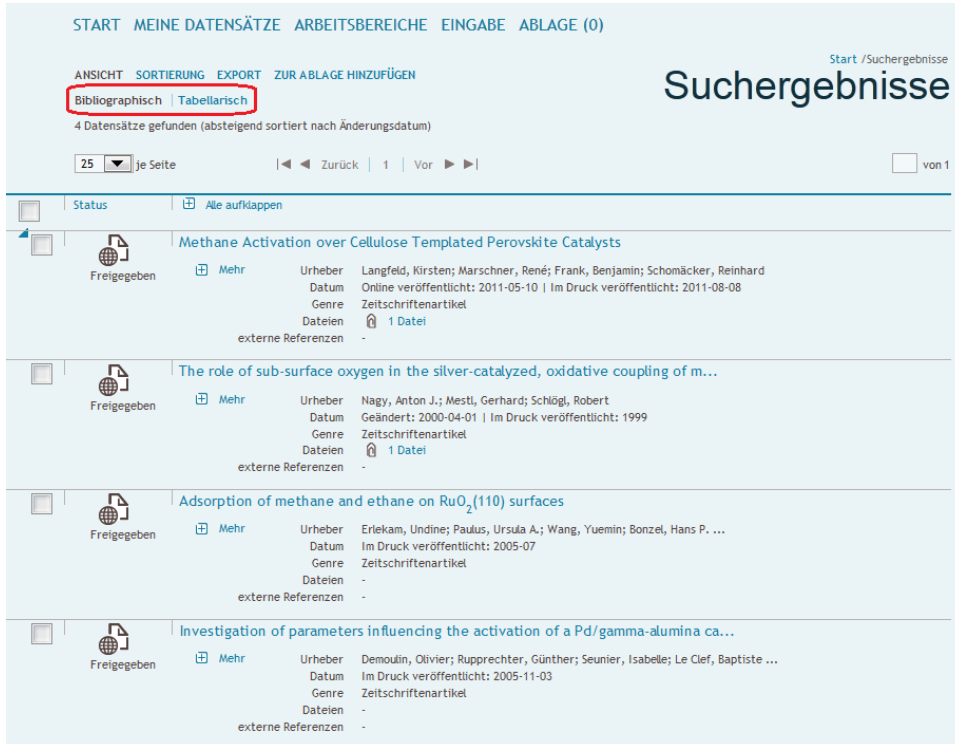 START MEINE DATENSÄTZE ARBEITSBEREICHE EINGABE ABLAGE (0)
Start /Suchergebnisse
Suchergebnisse
ANSICHT SORTIERUNG EXPORT ZUR ABLAGE HINZUFÜGEN
Bibliographisch | Tabellarisch
4 Datensätze gefunden (absteigend sortiert nach Änderungsdatum)
25 je Seite Zurück | 1 | Vor von 1
Status Alle aufklappen
Methane Activation over Cellulose Templated Perovskite Catalysts
Freigegeben
Mehr Urheber Langfeld, Kirsten; Marschner, René; Frank, Benjamin; Schomäcker, Reinhard
Datum Online veröffentlicht: 2011-05-10 | Im Druck veröffentlicht: 2011-08-08
Genre Zeitschriftenartikel
Dateien 1 Datei
externe Referenzen -
The role of sub-surface oxygen in the silver-catalyzed, oxidative coupling of m...
Freigegeben
Mehr Urheber Nagy, Anton J.; Mestl, Gerhard; Schlögl, Robert
Datum Geändert: 2000-04-01 | Im Druck veröffentlicht: 1999
Genre Zeitschriftenartikel
Dateien 1 Datei
externe Referenzen -
Adsorption of methane and ethane on RuO₂(110) surfaces
Freigegeben
Mehr Urheber Erlekam, Undine; Paulus, Ursula A.; Wang, Yuemin; Bonzel, Hans P. ...
Datum Im Druck veröffentlicht: 2005-07
Genre Zeitschriftenartikel
Dateien -
externe Referenzen -
Investigation of parameters influencing the activation of a Pd/gamma-alumina ca...
Freigegeben
Mehr Urheber Demoulin, Olivier; Rupprechter, Günther; Seunier, Isabelle; Le Clef, Baptiste ...
Datum Im Druck veröffentlicht: 2005-11-03
Genre Zeitschriftenartikel
Dateien -
externe Referenzen -